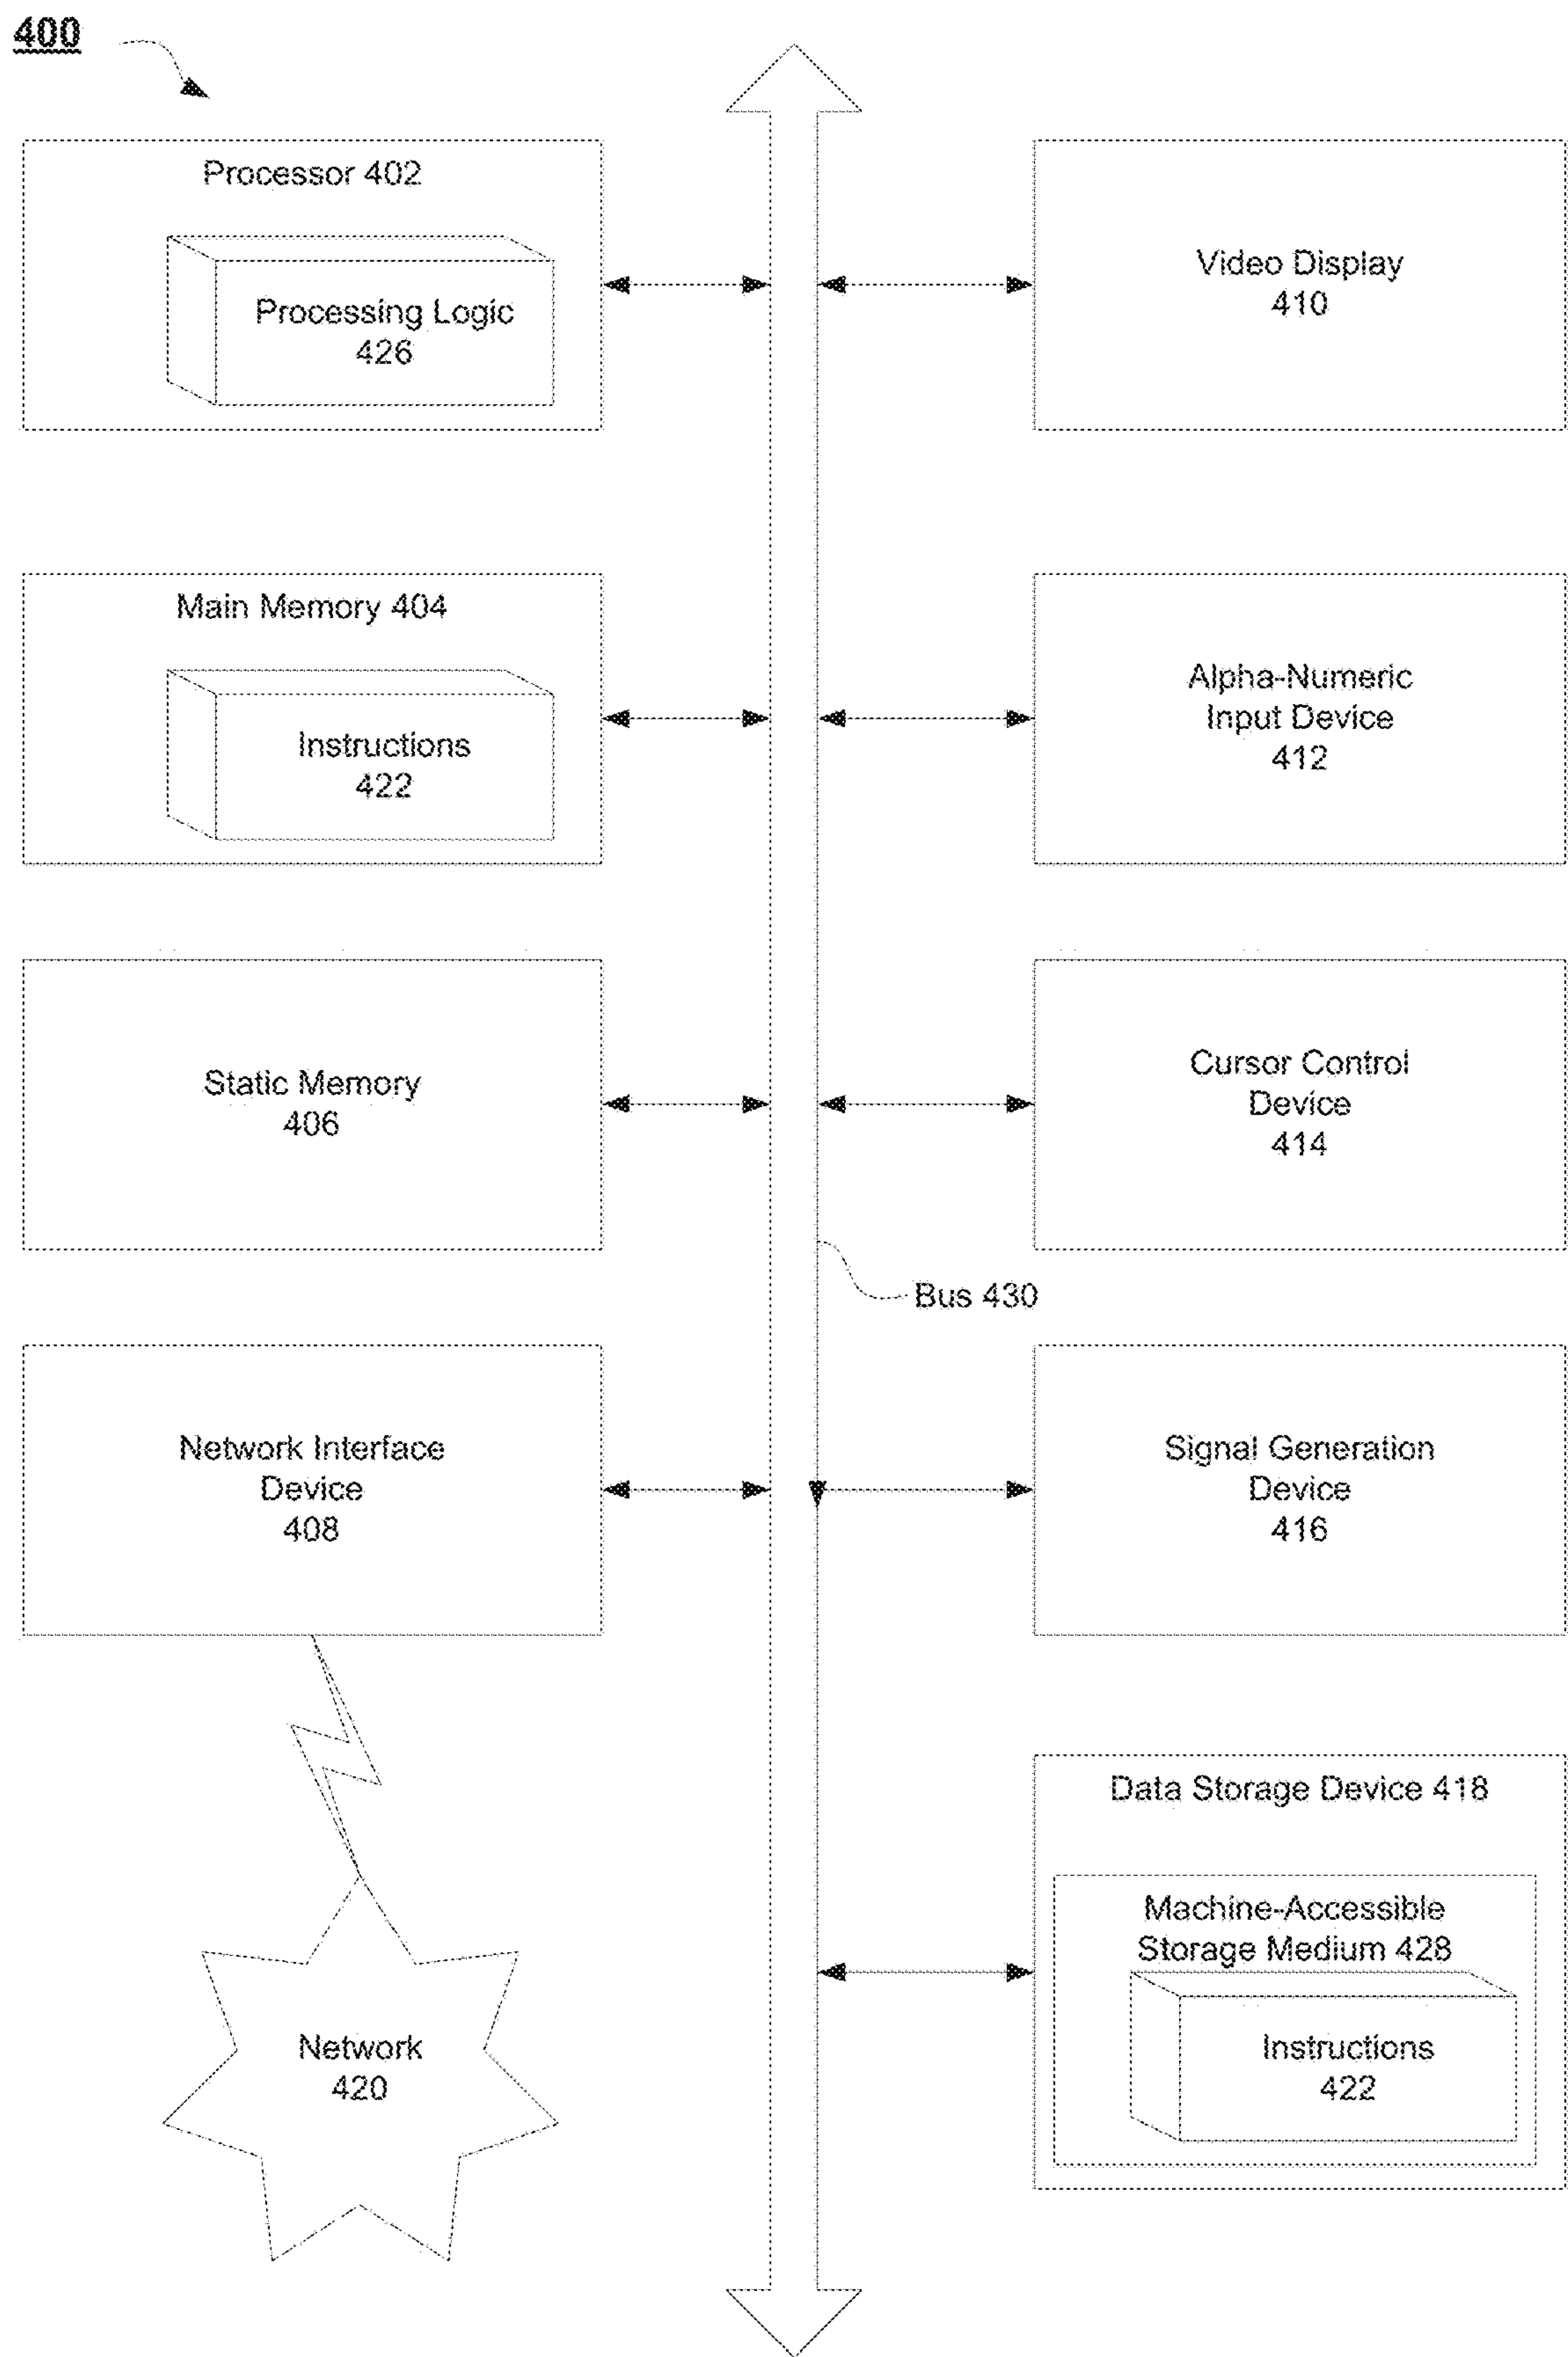 400
Processor 402
Processing Logic
426
Video Display
410
Main Memory 404
Instructions
422
Alpha-Numeric
Input Device
412
Static Memory
406
Cursor Control
Device
414
Bus 430
Network Interface
Device
408
Signal Generation
Device
416
Data Storage Device 418
Machine-Accessible
Storage Medium 428
Instructions
422
Network
420